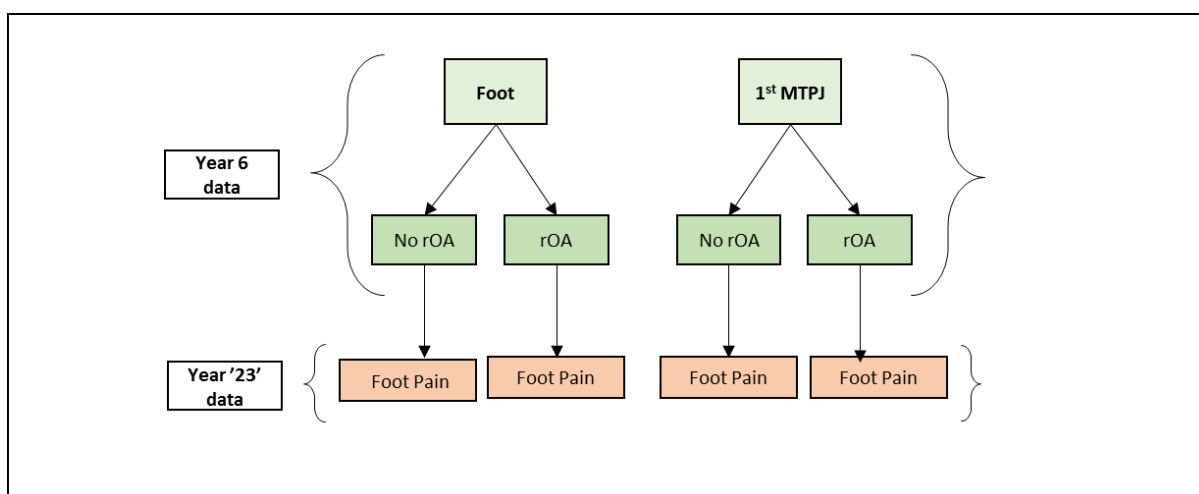 Foot
1st MTPJ
Year 6
data
No rOA
rOA
No rOA
rOA
Year ’23’
data
Foot Pain
Foot Pain
Foot Pain
Foot Pain